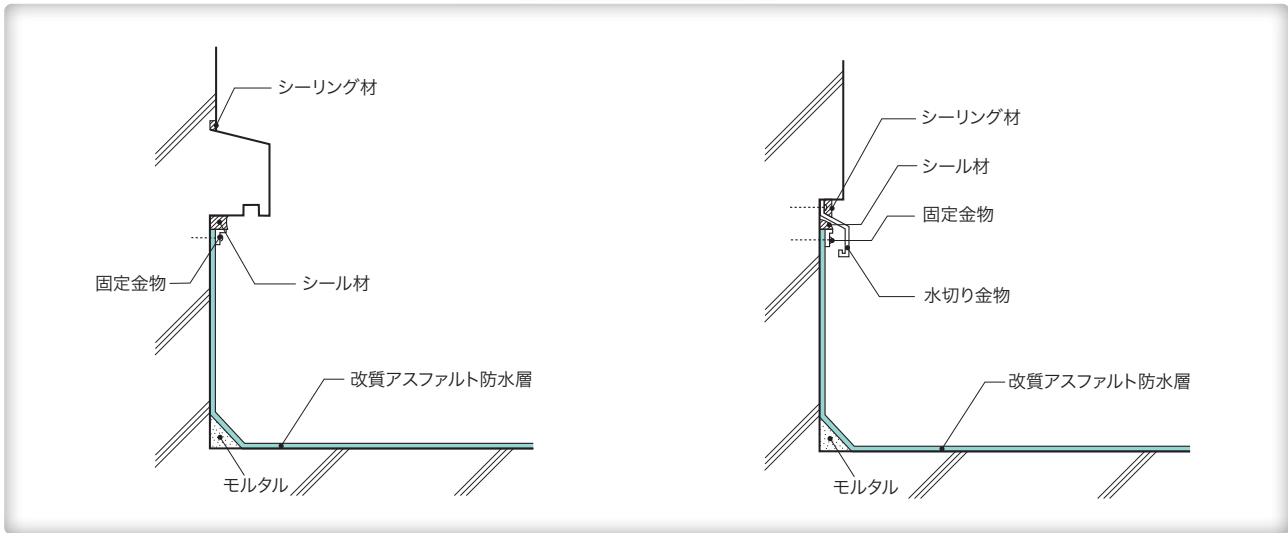 シーリング材
固定金物
シール材
改質アスファルト防水層
モルタル
シーリング材
シール材
固定金物
水切り金物
改質アスファルト防水層
モルタル